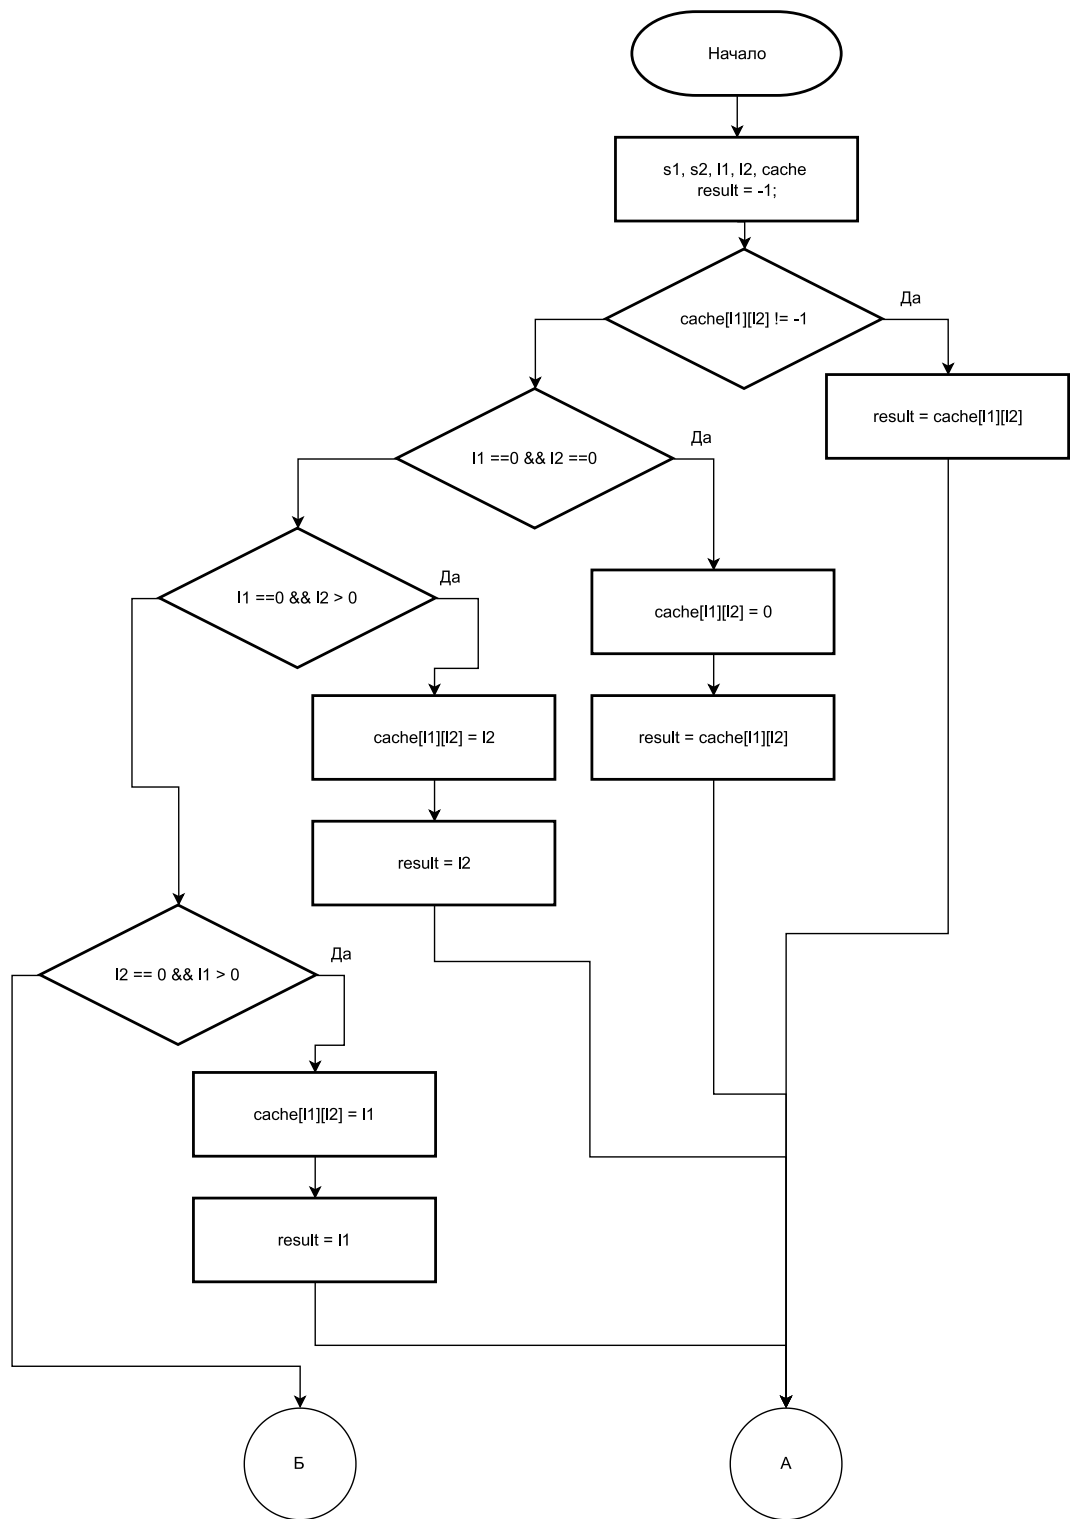 Начало
s1, s2, l1, l2, cache
result = -1;
cache[l1][l2] != -1
Да
result = cache[l1][l2]
l1 ==0 && l2 ==0
Да
l1 ==0 && l2 > 0
Да
cache[l1][l2] = 0
cache[l1][l2] = l2
result = cache[l1][l2]
result = l2
l2 == 0 && l1 > 0
Да
cache[l1][l2] = l1
result = l1
Б
А